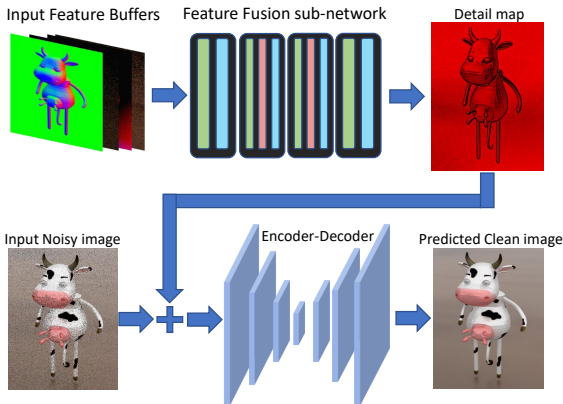 Input Feature Buffers
Feature Fusion sub-network
Detail map
Input Noisy image
Encoder-Decoder
Predicted Clean image